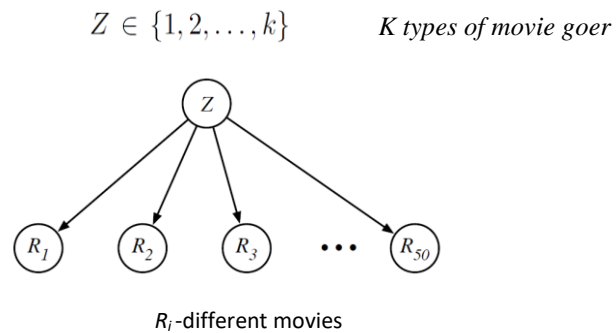 Z ∈ {1, 2, . . . , k} K types of movie goer
Z
R1 R2 R3 ••• R50
Ri-different movies